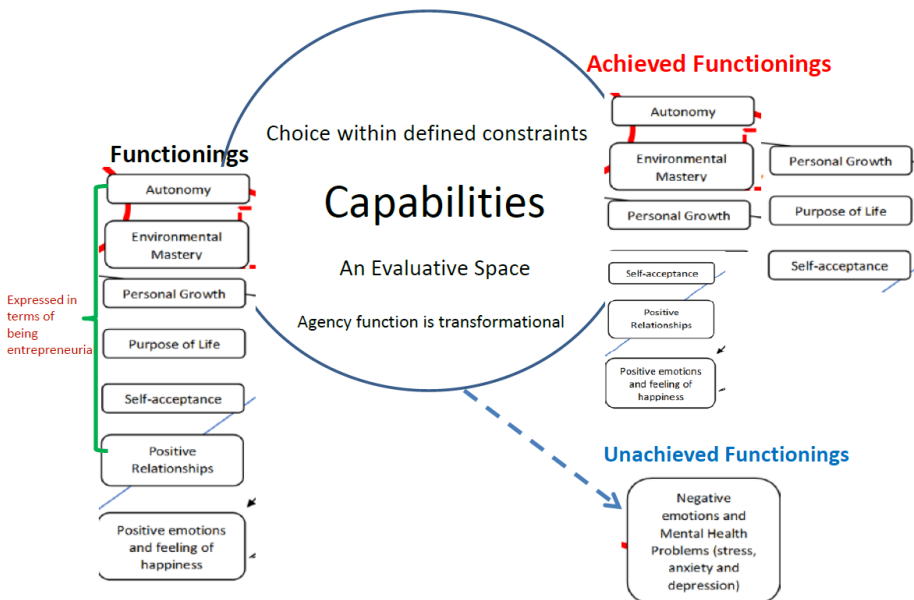 Functionings
Autonomy
Environmental
Mastery
Personal Growth
Purpose of Life
Self-acceptance
Positive
Relationships
Positive emotions
and feeling of
happiness
Expressed in
terms of
being
entrepreneuria
Choice within defined constraints
Capabilities
An Evaluative Space
Agency function is transformational
Achieved Functionings
Autonomy
Environmental
Mastery
Personal Growth
Self-acceptance
Positive
Relationships
Positive emotions
and feeling of
happiness
Personal Growth
Purpose of Life
Self-acceptance
Unachieved Functionings
Negative
emotions and
Mental Health
Problems (stress,
anxiety and
depression)